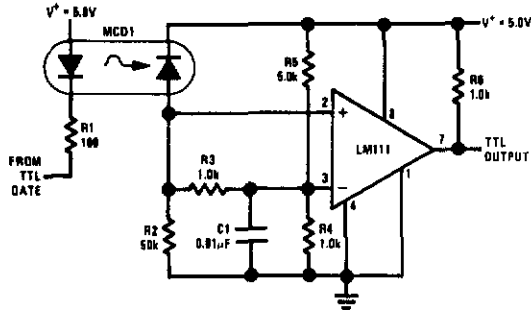 V+ = 5.0V
MCD1
V+ = 5.0V
R5
5.0k
R6
1.0k
R1
100
2
+
8
LM111
7
TTL
OUTPUT
FROM
TTL
DATE
R3
1.0k
3
−
1
4
R2
50k
C1
0.01μF
R4
1.0k